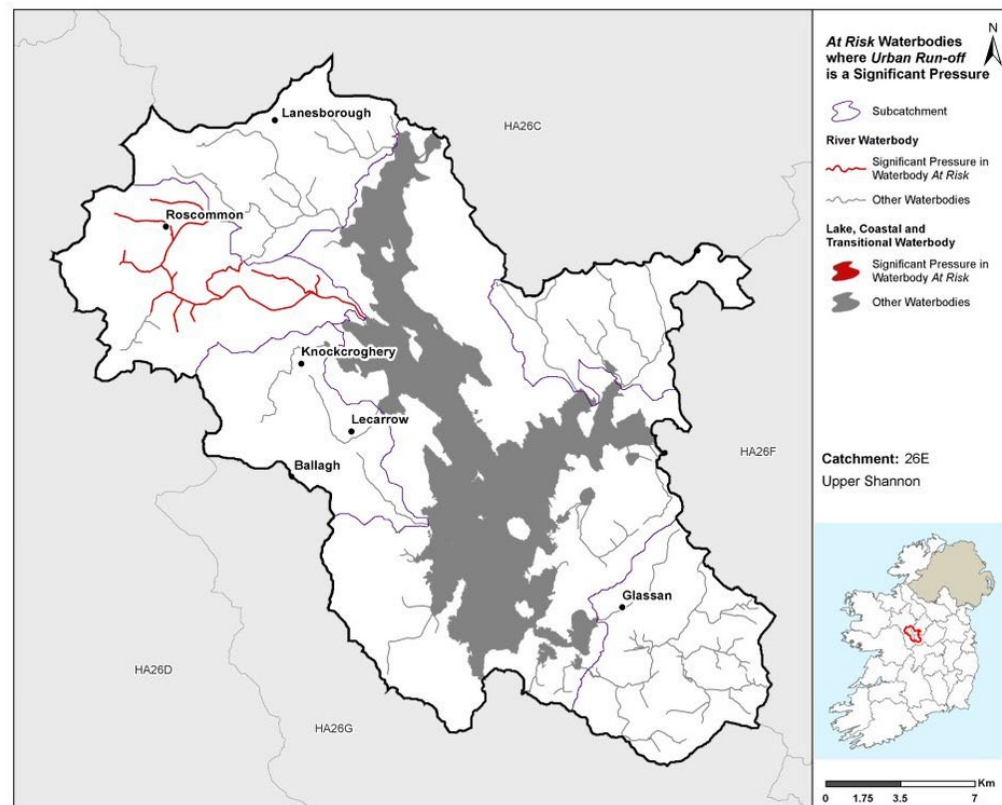 Lanesborough
HA26C
Roscommon
Knockcroghery
Lecarrow
Ballagh
HA26F
Glassan
HA26D
HA26G
At Risk Waterbodies
where Urban Run-off
is a Significant Pressure
N
Subcatchment
River Waterbody
Significant Pressure in
Waterbody At Risk
Other Waterbodies
Lake, Coastal and
Transitional Waterbody
Significant Pressure in
Waterbody At Risk
Other Waterbodies
Catchment: 26E
Upper Shannon
Km
0 1.75 3.5 7